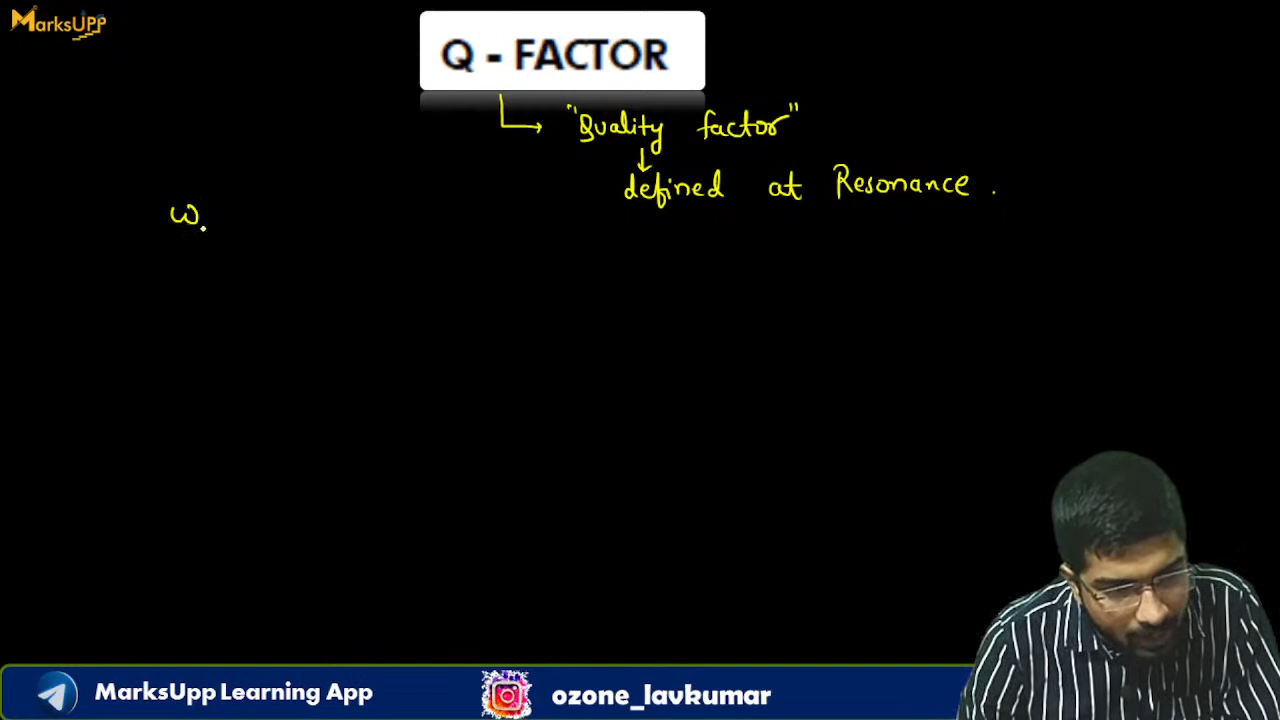 MarksUPP
Q - FACTOR
"Quality factor"
defined at Resonance .
ω
MarksUpp Learning App
ozone_lavkumar